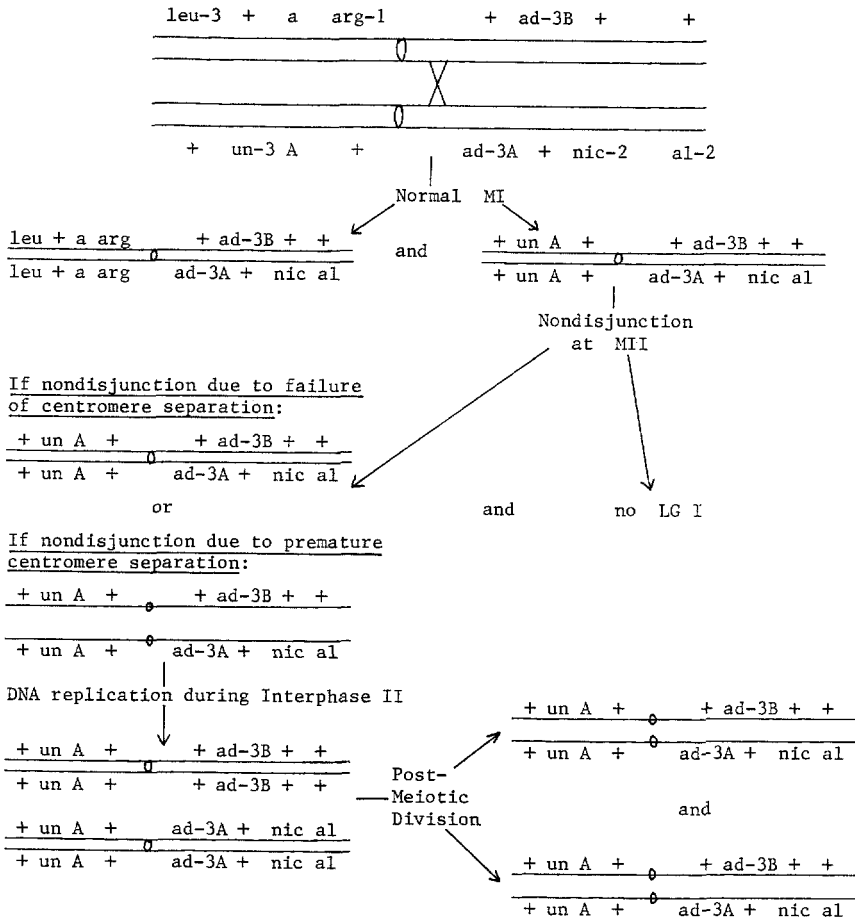 leu-3 + a arg-1 + ad-3B + +
+ un-3 A + ad-3A + nic-2 al-2
Normal MI
leu + a arg + ad-3B + +
leu + a arg ad-3A + nic al
and
+ un A + + ad-3B + +
+ un A + ad-3A + nic al
Nondisjunction
at MII
If nondisjunction due to failure
of centromere separation:
+ un A + + ad-3B + +
+ un A + ad-3A + nic al
or and no LG I
If nondisjunction due to premature
centromere separation:
+ un A + + ad-3B + +
+ un A + ad-3A + nic al
DNA replication during Interphase II
+ un A + + ad-3B + +
+ un A + + ad-3B + +
+ un A + ad-3A + nic al
+ un A + ad-3A + nic al
Post-
Meiotic
Division
+ un A + + ad-3B + +
+ un A + ad-3A + nic al
and
+ un A + + ad-3B + +
+ un A + ad-3A + nic al